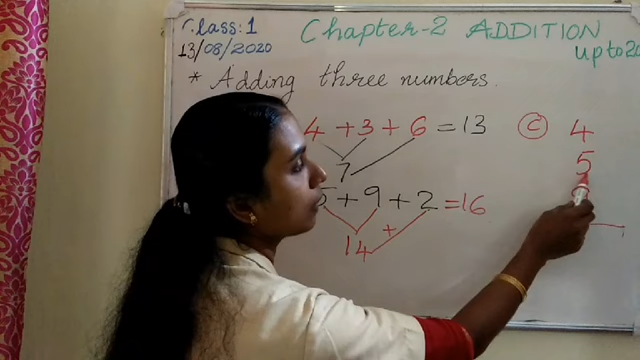 Class: 1 Chapter-2 ADDITION
13/08/2020 up to 20
* Adding three numbers.
4 + 3 + 6 = 13
7
5 + 9 + 2 = 16
14 +
C 4
5